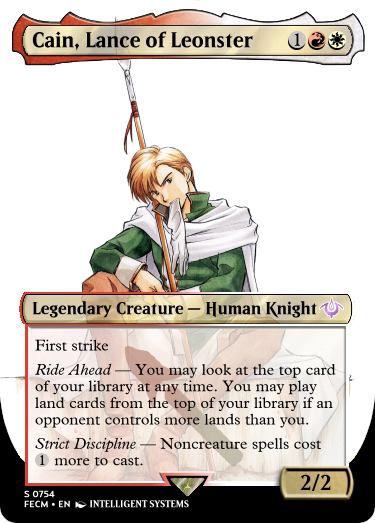 Cain, Lance of Leonster 1
Legendary Creature — Human Knight
First strike
Ride Ahead — You may look at the top card
of your library at any time. You may play
land cards from the top of your library if an
opponent controls more lands than you.
Strict Discipline — Noncreature spells cost
1 more to cast.
2/2
S 0754
FECM • EN INTELLIGENT SYSTEMS